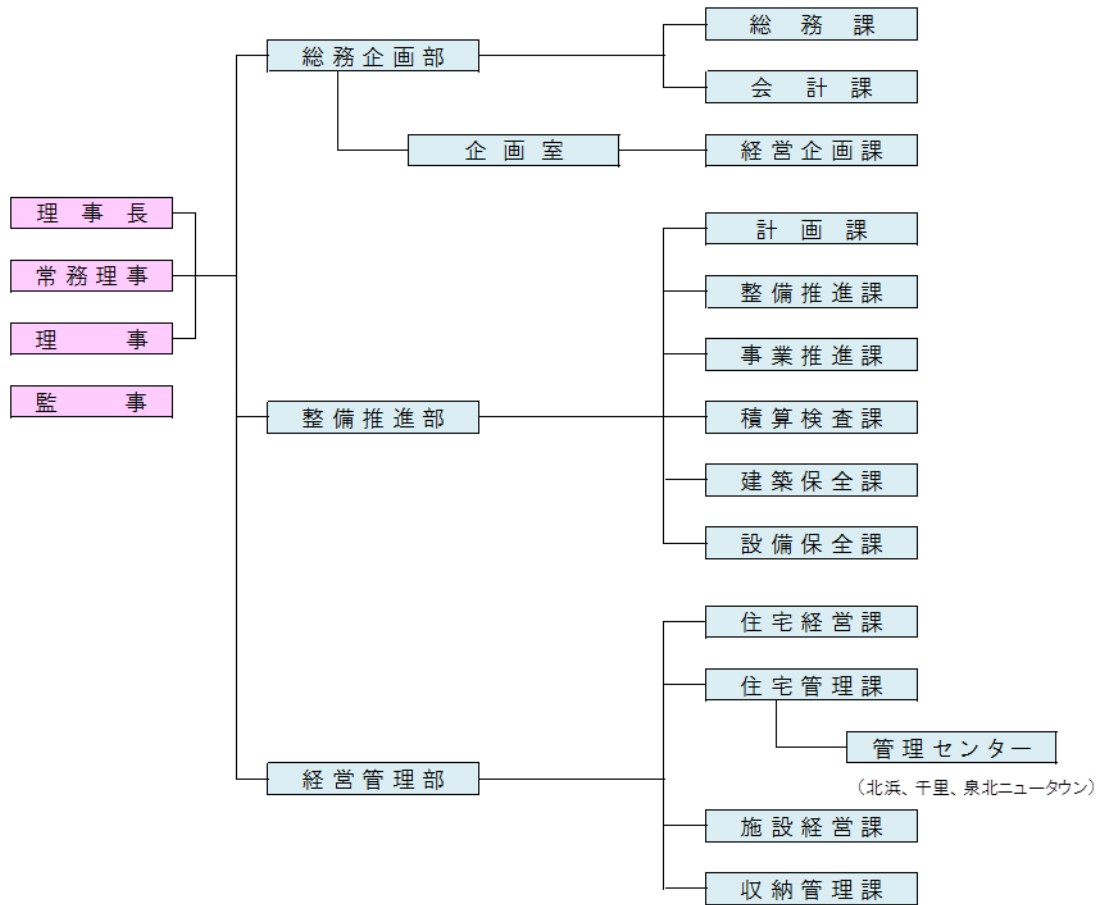 総務課
総務企画部
会計課
企画室
経営企画課
理事長
計画課
常務理事
整備推進課
理事
事業推進課
監事
整備推進部
積算検査課
建築保全課
設備保全課
住宅経営課
住宅管理課
管理センター
(北浜、千里、泉北ニュータウン)
経営管理部
施設経営課
収納管理課